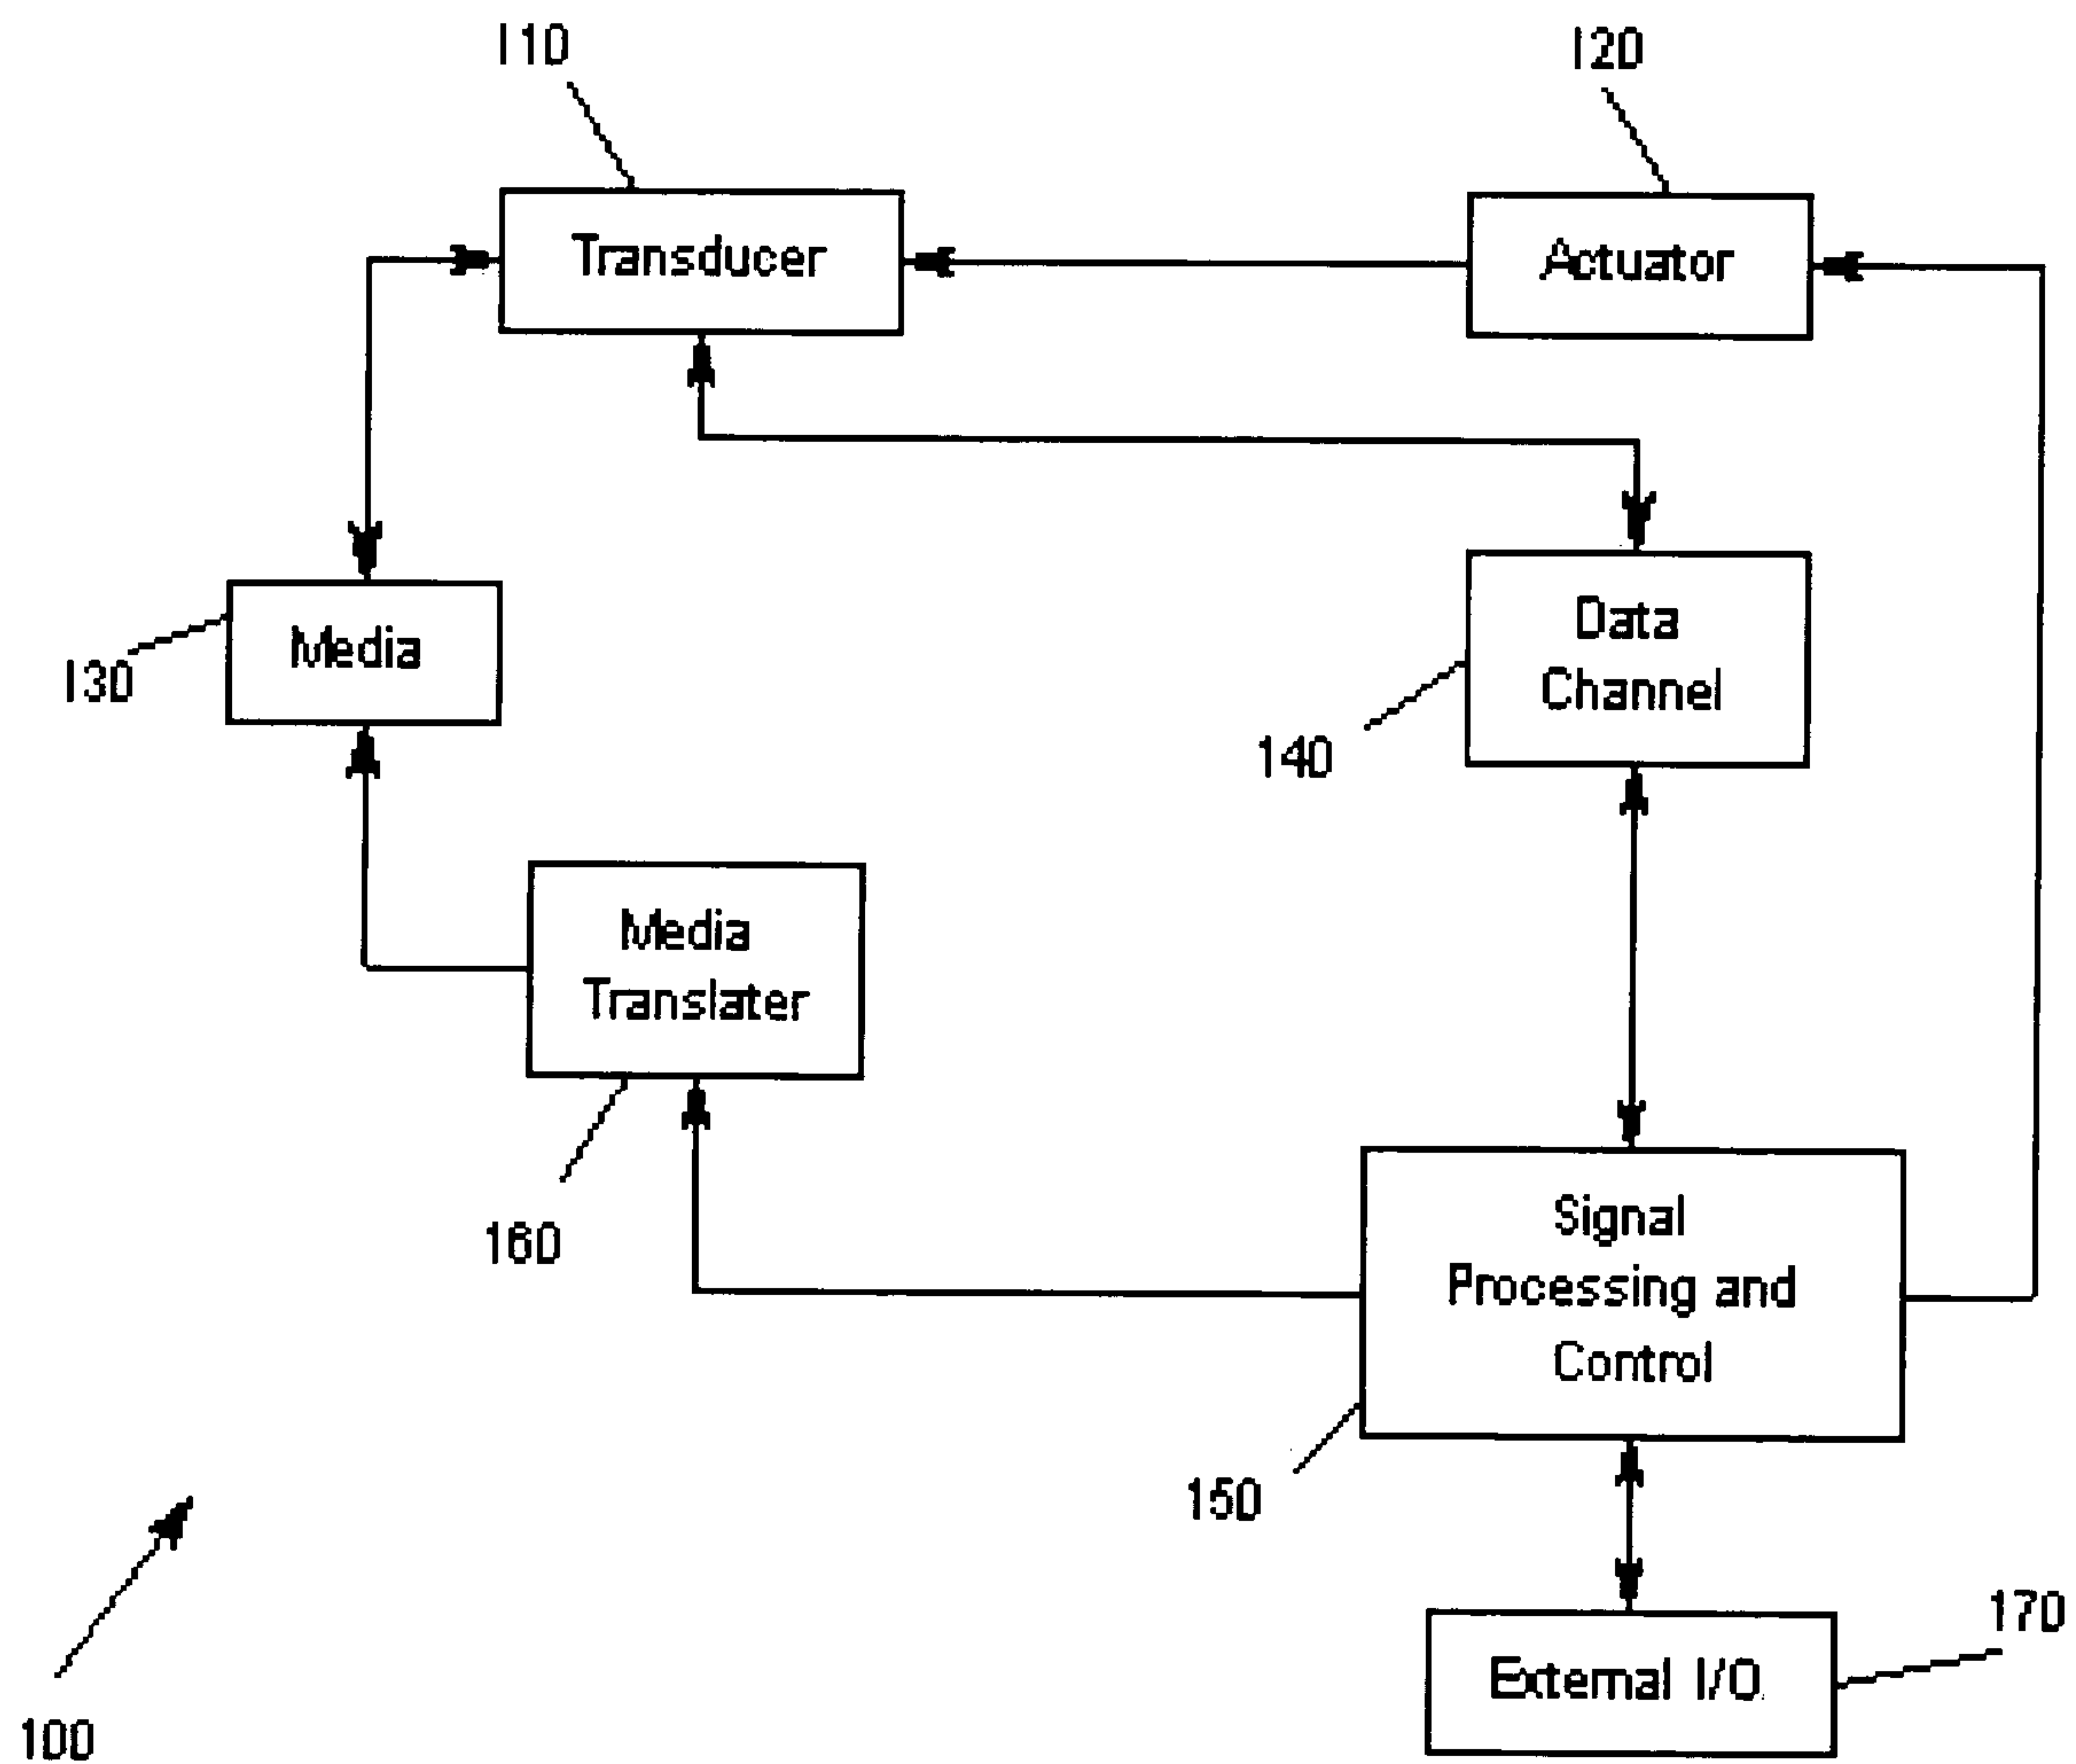 110
120
Transducer
Actuator
Media
130
Data
Channel
140
Media
Translater
160
Signal
Processing and
Control
150
170
External I/O
100